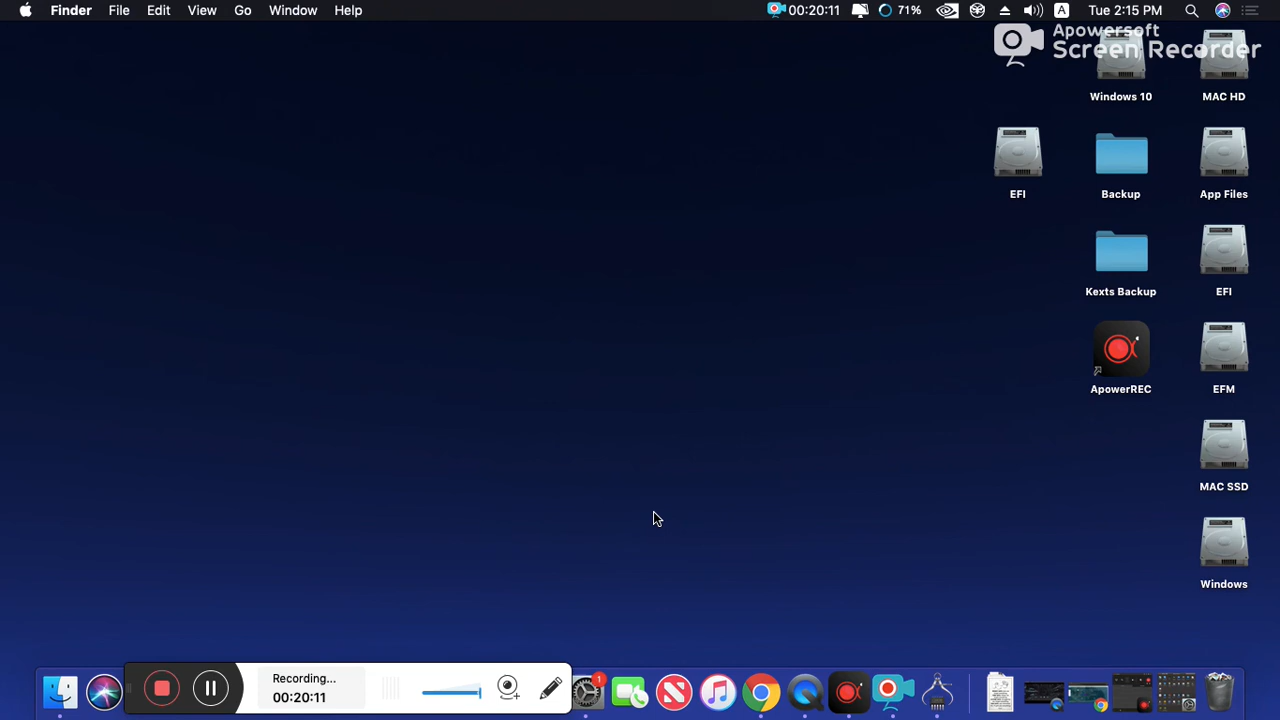 Finder File Edit View Go Window Help 00:20:11 71% A Tue 2:15 PM
Apowersoft
Screen Recorder
Windows 10 MAC HD
EFI Backup App Files
Kexts Backup EFI
ApowerREC EFM
MAC SSD
Windows
Recording...
00:20:11
1